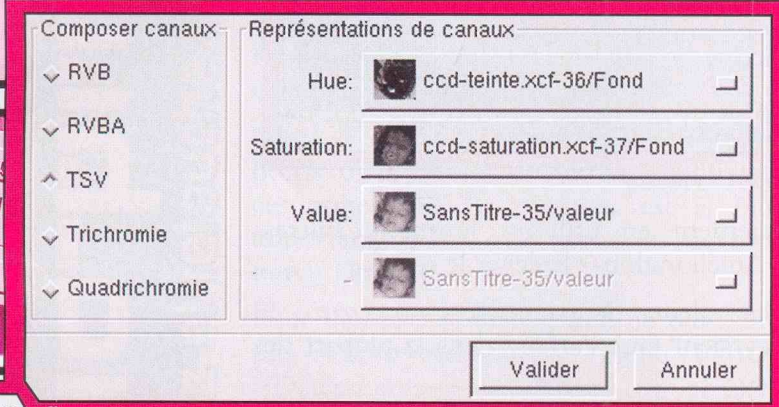 Composer canaux
RVB
RVBA
TSV
Trichromie
Quadrichromie
Représentations de canaux
Hue: ccd-teinte.xcf-36/Fond
Saturation: ccd-saturation.xcf-37/Fond
Value: SansTitre-35/valeur
- SansTitre-35/valeur
Valider
Annuler